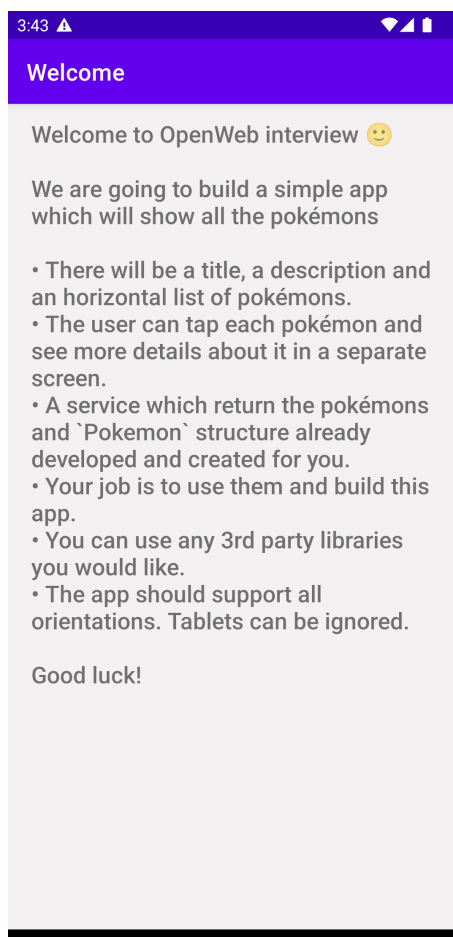 3:43
Welcome
Welcome to OpenWeb interview 🙂
We are going to build a simple app
which will show all the pokémons
• There will be a title, a description and
an horizontal list of pokémons.
• The user can tap each pokémon and
see more details about it in a separate
screen.
• A service which return the pokémons
and `Pokemon` structure already
developed and created for you.
• Your job is to use them and build this
app.
• You can use any 3rd party libraries
you would like.
• The app should support all
orientations. Tablets can be ignored.
Good luck!